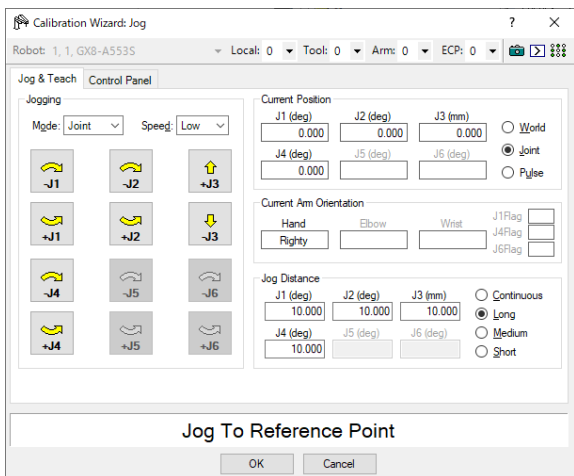 Calibration Wizard: Jog ? ✕
Robot: 1, 1, GX8-A553S Local: 0 Tool: 0 Arm: 0 ECP: 0
Jog & Teach Control Panel
Jogging
Mode: Joint Speed: Low
-J1 -J2 +J3
+J1 +J2 -J3
-J4 -J5 -J6
+J4 +J5 +J6
Current Position
J1 (deg) J2 (deg) J3 (mm)
0.000 0.000 0.000
J4 (deg) J5 (deg) J6 (deg)
0.000
World
Joint
Pulse
Current Arm Orientation
Hand Elbow Wrist
Righty
J1Flag
J4Flag
J6Flag
Jog Distance
J1 (deg) J2 (deg) J3 (mm)
10.000 10.000 10.000
J4 (deg) J5 (deg) J6 (deg)
10.000
Continuous
Long
Medium
Short
Jog To Reference Point
OK Cancel